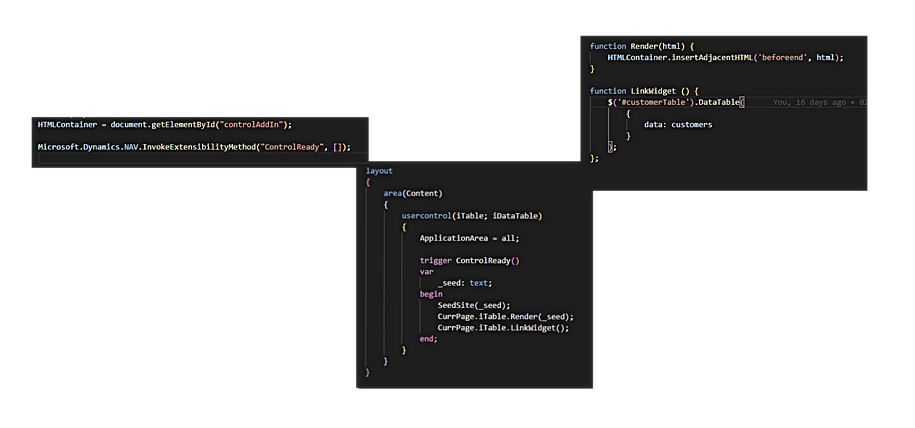 HTMLContainer = document.getElementById("controlAddIn");
Microsoft.Dynamics.NAV.InvokeExtensibilityMethod("ControlReady", []);
layout
{
area(Content)
{
usercontrol(iTable; iDataTable)
{
ApplicationArea = all;
trigger ControlReady()
var
_seed: text;
begin
SeedSite(_seed);
CurrPage.iTable.Render(_seed);
CurrPage.iTable.LinkWidget();
end;
}
}
}
function Render(html) {
HTMLContainer.insertAdjacentHTML('beforeend', html);
}
function LinkWidget () {
$('#customerTable').DataTable( You, 16 days ago • 02
{
data: customers
}
);
};